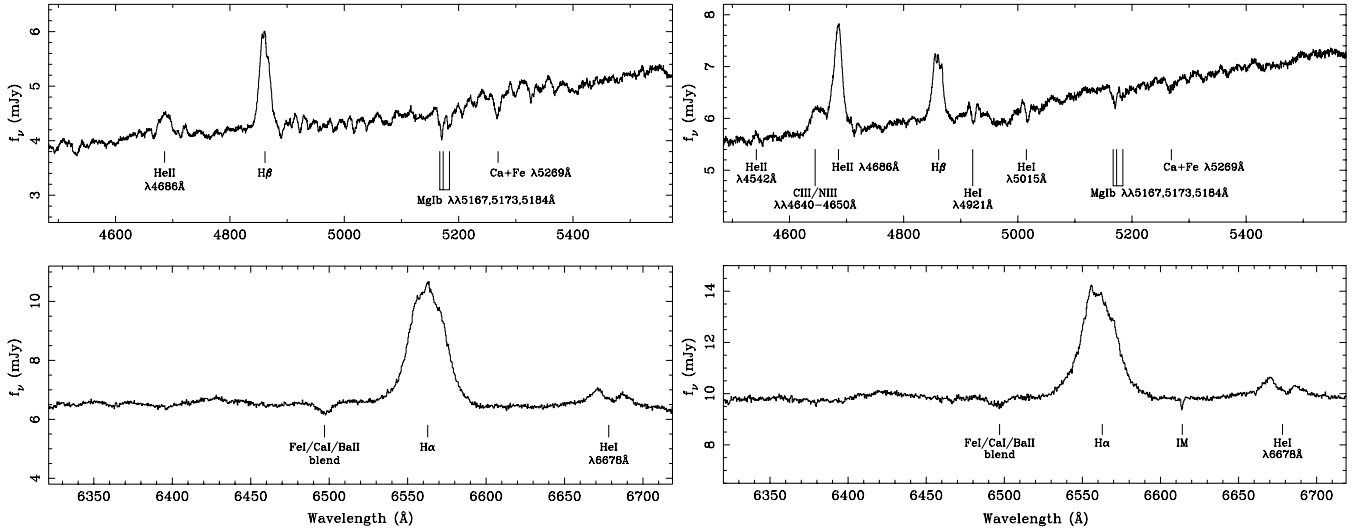 6
5
4
3
f_ν (mJy)
HeII
λ4686Å
Hβ
MgIb λλ5167,5173,5184Å
Ca+Fe λ5269Å
4600 4800 5000 5200 5400
8
7
6
5
f_ν (mJy)
HeII
λ4542Å
CIII/NIII
λλ4640−4650Å
HeII λ4686Å
Hβ
HeI
λ4921Å
HeI
λ5015Å
MgIb λλ5167,5173,5184Å
Ca+Fe λ5269Å
4600 4800 5000 5200 5400
10
8
6
4
f_ν (mJy)
FeI/CaI/BaII
blend
Hα
HeI
λ6678Å
6350 6400 6450 6500 6550 6600 6650 6700
Wavelength (Å)
14
12
10
8
f_ν (mJy)
FeI/CaI/BaII
blend
Hα
IM
HeI
λ6678Å
6350 6400 6450 6500 6550 6600 6650 6700
Wavelength (Å)